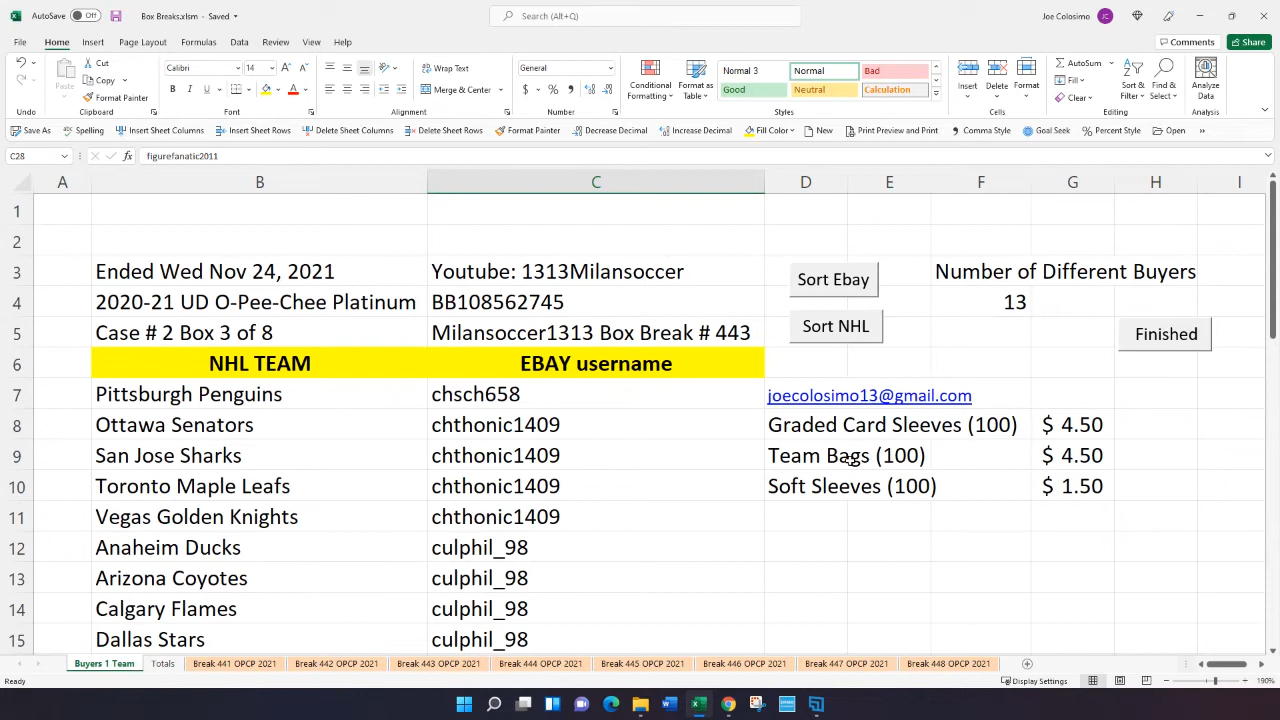 AutoSave Off Box Breaks.xlsm - Saved Search (Alt+Q) Joe Colosimo JC
File Home Insert Page Layout Formulas Data Review View Help Comments Share
Cut Copy Format Painter Paste Calibri 14 Wrap Text Merge & Center General Conditional Formatting Format as Table Normal 3 Normal Bad Good Neutral Calculation Insert Delete Format AutoSum Fill Clear Sort & Filter Find & Select Analyze Data
Undo Clipboard Font Alignment Number Styles Cells Editing Analysis
Save As Spelling Insert Sheet Columns Insert Sheet Rows Delete Sheet Columns Delete Sheet Rows Format Painter Decrease Decimal Increase Decimal Fill Color New Print Preview and Print Comma Style Goal Seek Percent Style Open
C28 fx figurefanatic2011
A B C D E F G H I
1
2
3 Ended Wed Nov 24, 2021 Youtube: 1313Milansoccer Sort Ebay Number of Different Buyers
4 2020-21 UD O-Pee-Chee Platinum BB108562745 13
5 Case # 2 Box 3 of 8 Milansoccer1313 Box Break # 443 Sort NHL Finished
6 NHL TEAM EBAY username
7 Pittsburgh Penguins chsch658 joecolosimo13@gmail.com
8 Ottawa Senators chthonic1409 Graded Card Sleeves (100) $ 4.50
9 San Jose Sharks chthonic1409 Team Bags (100) $ 4.50
10 Toronto Maple Leafs chthonic1409 Soft Sleeves (100) $ 1.50
11 Vegas Golden Knights chthonic1409
12 Anaheim Ducks culphil_98
13 Arizona Coyotes culphil_98
14 Calgary Flames culphil_98
15 Dallas Stars culphil_98
Buyers 1 Team Totals Break 441 OPCP 2021 Break 442 OPCP 2021 Break 443 OPCP 2021 Break 444 OPCP 2021 Break 445 OPCP 2021 Break 446 OPCP 2021 Break 447 OPCP 2021 Break 448 OPCP 2021
Ready Display Settings 190%